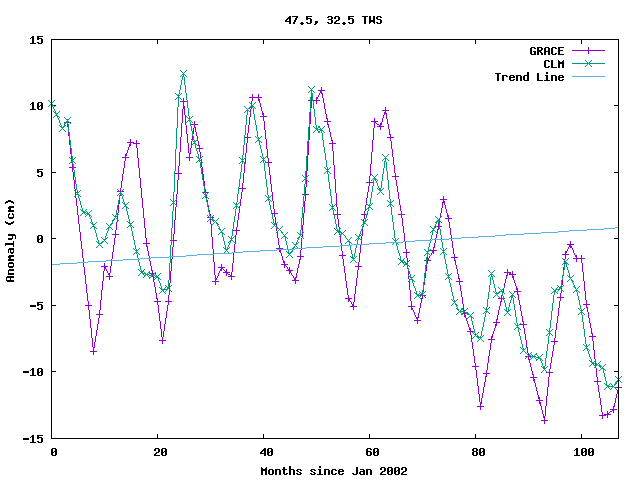 47.5, 32.5 TWS
GRACE
CLM
Trend Line
15
10
5
0
-5
-10
-15
Anomaly (cm)
0 20 40 60 80 100
Months since Jan 2002